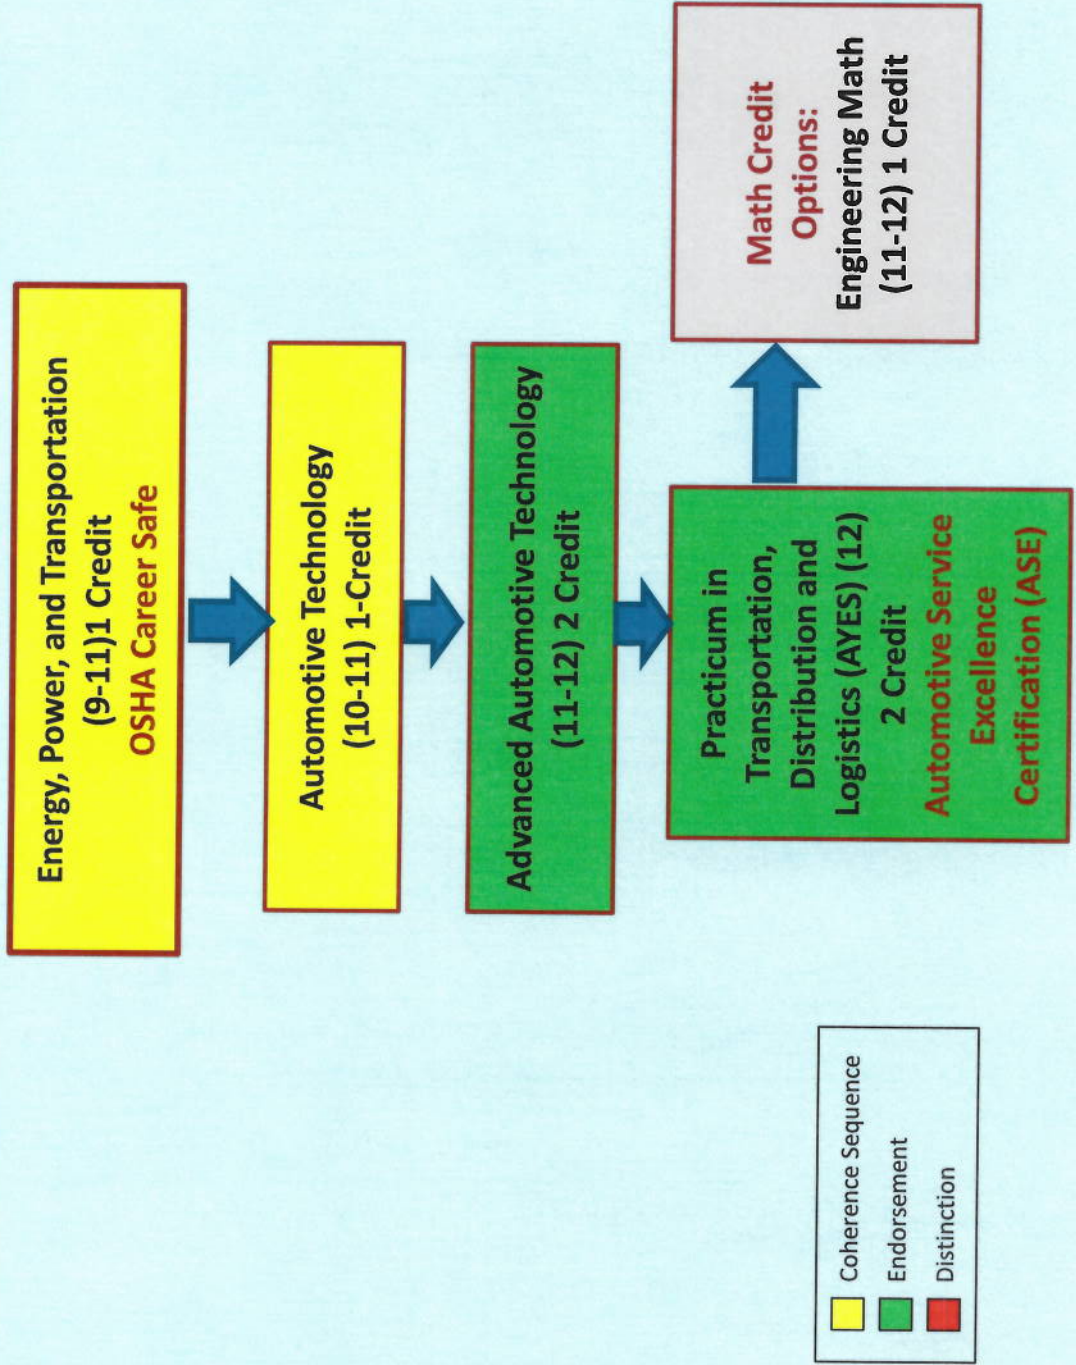 Energy, Power, and Transportation
(9-11)1 Credit
OSHA Career Safe
Automotive Technology
(10-11) 1-Credit
Advanced Automotive Technology
(11-12) 2 Credit
Practicum in
Transportation,
Distribution and
Logistics (AYES) (12)
2 Credit
Automotive Service
Excellence
Certification (ASE)
Math Credit
Options:
Engineering Math
(11-12) 1 Credit
Coherence Sequence
Endorsement
Distinction